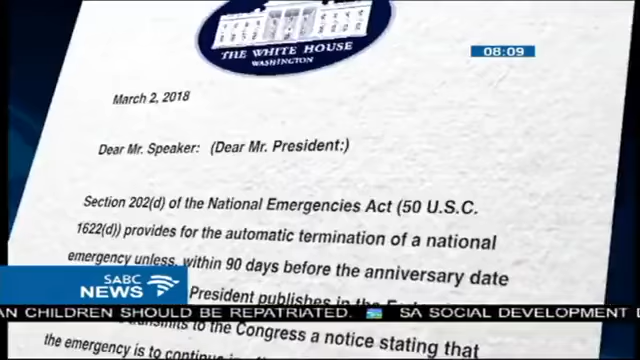 THE WHITE HOUSE
WASHINGTON
08:09
March 2, 2018
Dear Mr. Speaker: (Dear Mr. President:)
Section 202(d) of the National Emergencies Act (50 U.S.C.
1622(d)) provides for the automatic termination of a national
emergency unless, within 90 days before the anniversary date
President publishes in the
to the Congress a notice stating that
the emergency is to continue in
SABC
NEWS
AN CHILDREN SHOULD BE REPATRIATED. SA SOCIAL DEVELOPMENT D